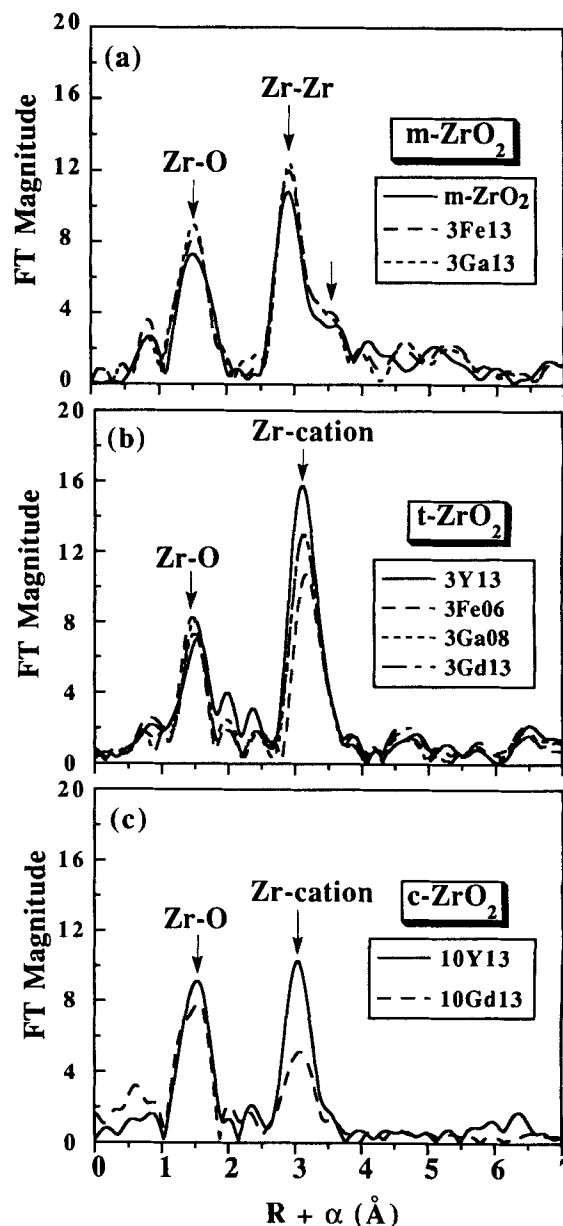 (a)
Zr-Zr
Zr-O
m-ZrO2
m-ZrO2
3Fe13
3Ga13
FT Magnitude
20
16
12
8
4
0
(b)
Zr-cation
Zr-O
t-ZrO2
3Y13
3Fe06
3Ga08
3Gd13
FT Magnitude
20
16
12
8
4
0
(c)
Zr-cation
Zr-O
c-ZrO2
10Y13
10Gd13
FT Magnitude
20
16
12
8
4
0
0 1 2 3 4 5 6 7
R + α (Å)